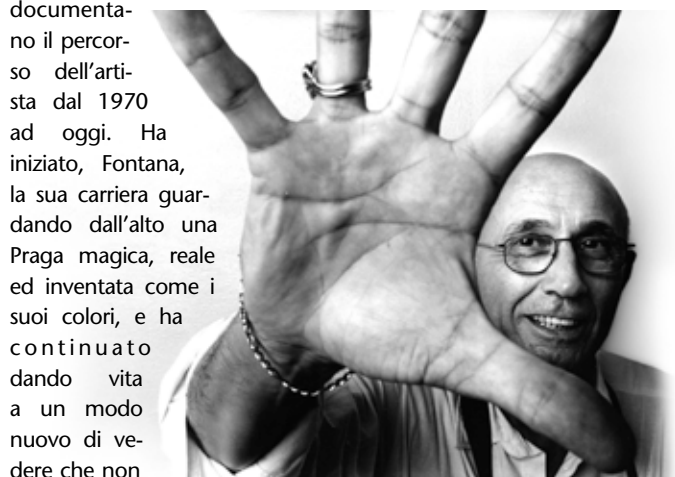 documenta-
no il percor-
so dell'arti-
sta dal 1970
ad oggi. Ha
iniziato, Fontana,
la sua carriera guar-
dando dall'alto una
Praga magica, reale
ed inventata come i
suoi colori, e ha
continuato
dando vita
a un modo
nuovo di ve-
dere che non